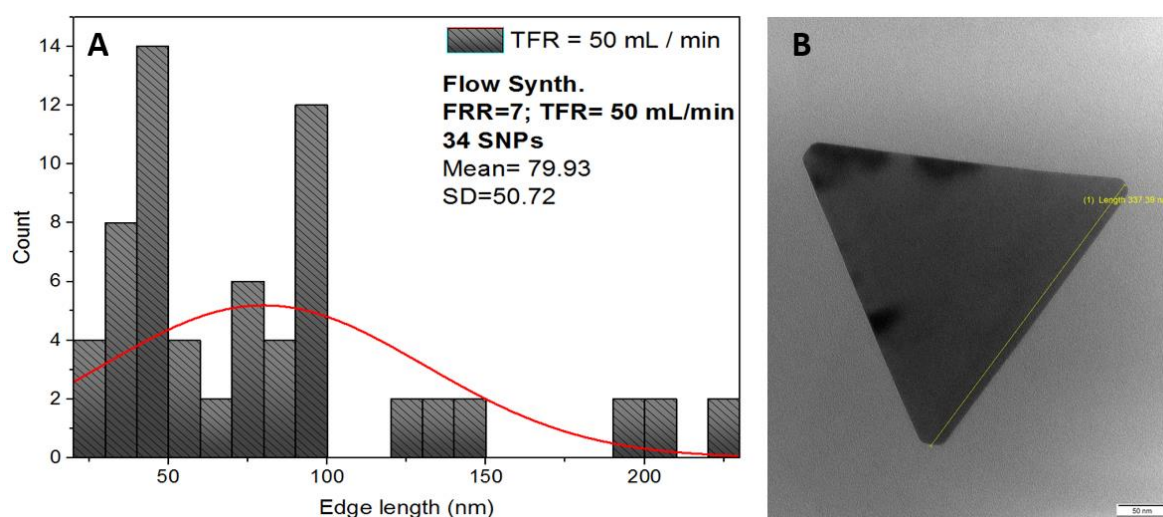 A
TFR = 50 mL / min
Flow Synth.
FRR=7; TFR= 50 mL/min
34 SNPs
Mean= 79.93
SD=50.72
14
12
10
8
6
4
2
0
Count
50
100
150
200
Edge length (nm)
B
(1) Length 337.39 n
50 nm